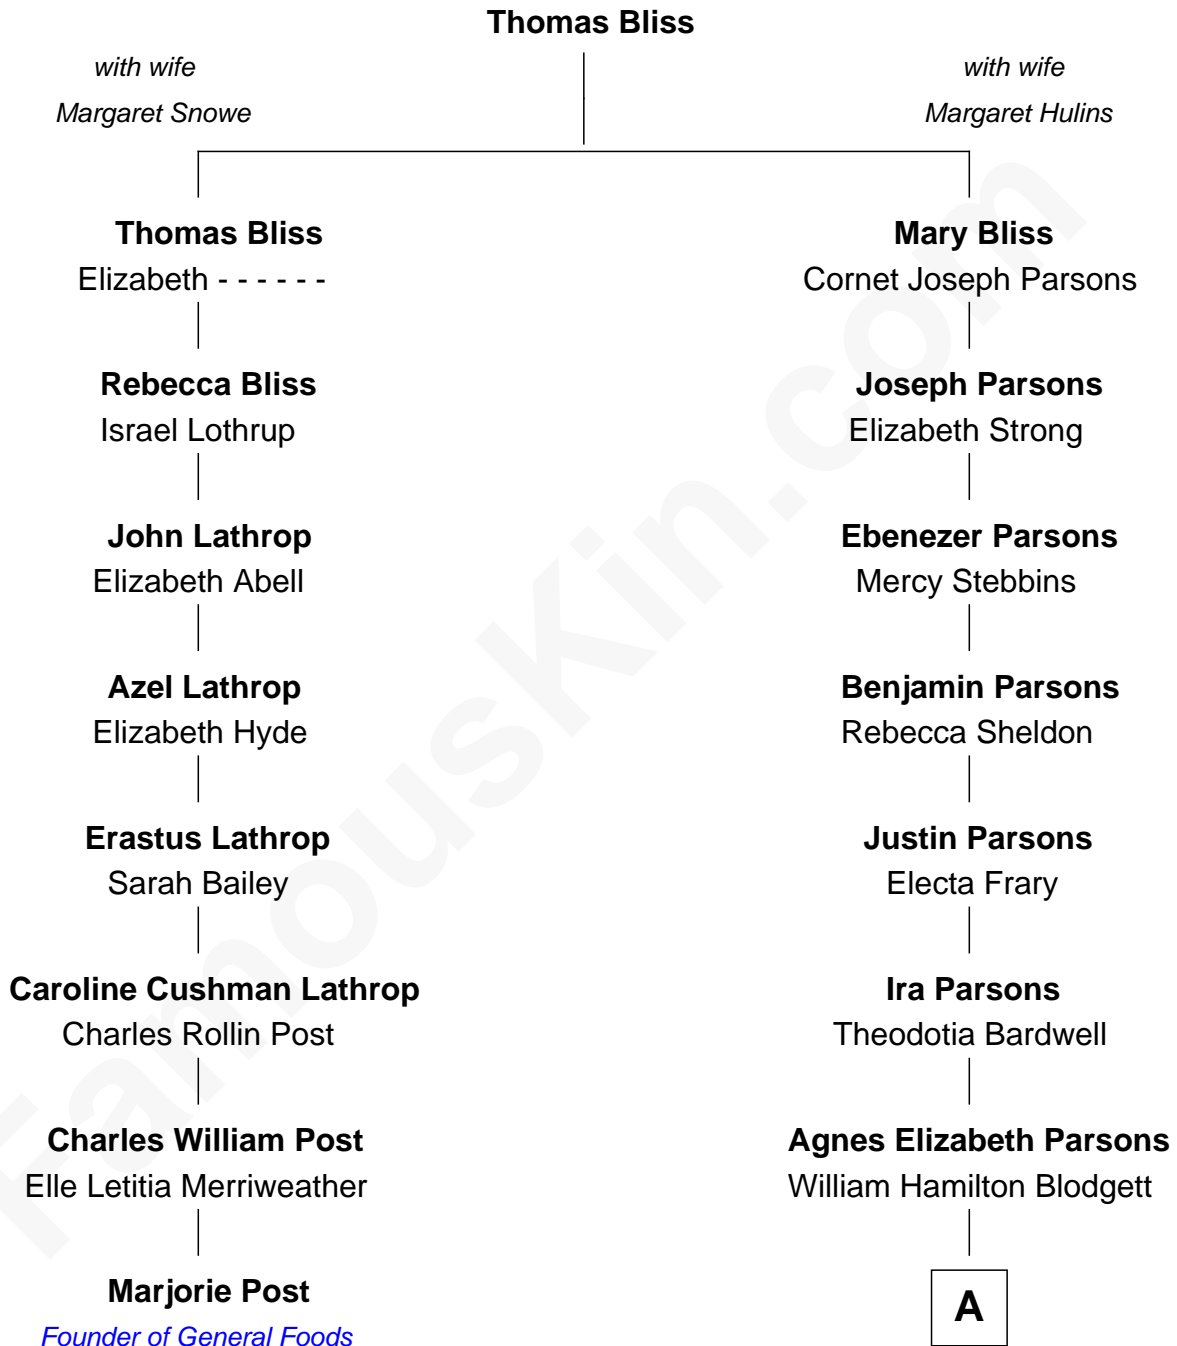 Thomas Bliss
with wife
Margaret Snowe
with wife
Margaret Hulins
Thomas Bliss
Elizabeth - - - - - -
Mary Bliss
Cornet Joseph Parsons
Rebecca Bliss
Israel Lothrup
Joseph Parsons
Elizabeth Strong
John Lathrop
Elizabeth Abell
Ebenezer Parsons
Mercy Stebbins
Azel Lathrop
Elizabeth Hyde
Benjamin Parsons
Rebecca Sheldon
Erastus Lathrop
Sarah Bailey
Justin Parsons
Electa Frary
Caroline Cushman Lathrop
Charles Rollin Post
Ira Parsons
Theodotia Bardwell
Charles William Post
Elle Letitia Merriweather
Agnes Elizabeth Parsons
William Hamilton Blodgett
Marjorie Post
Founder of General Foods
A
FamousKin.com